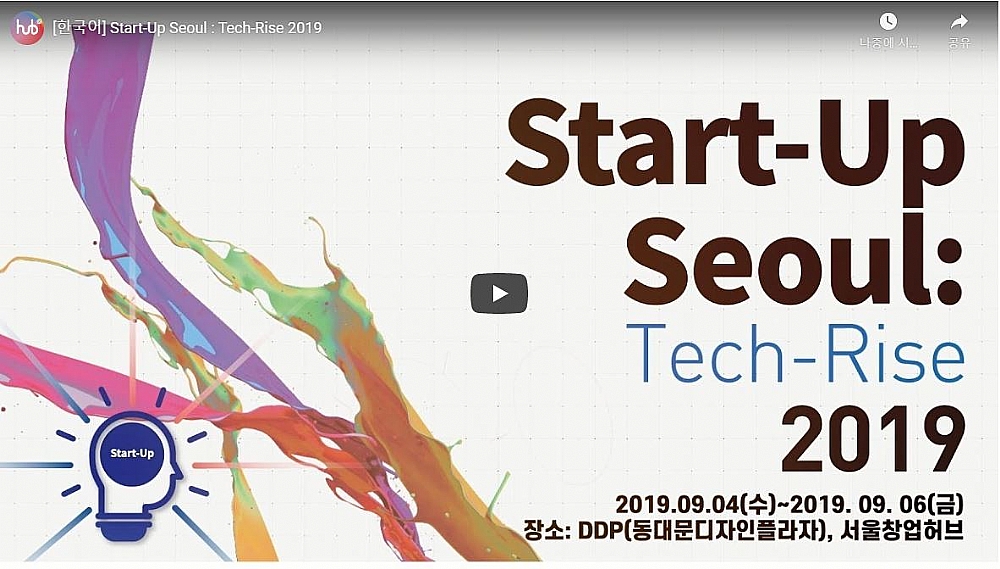 hub
[한국어] Start-Up Seoul : Tech-Rise 2019
나중에 시...
공유
Start-Up
Seoul:
Tech-Rise
2019
Start-Up
2019.09.04(수)~2019. 09. 06(금)
장소: DDP(동대문디자인플라자), 서울창업허브